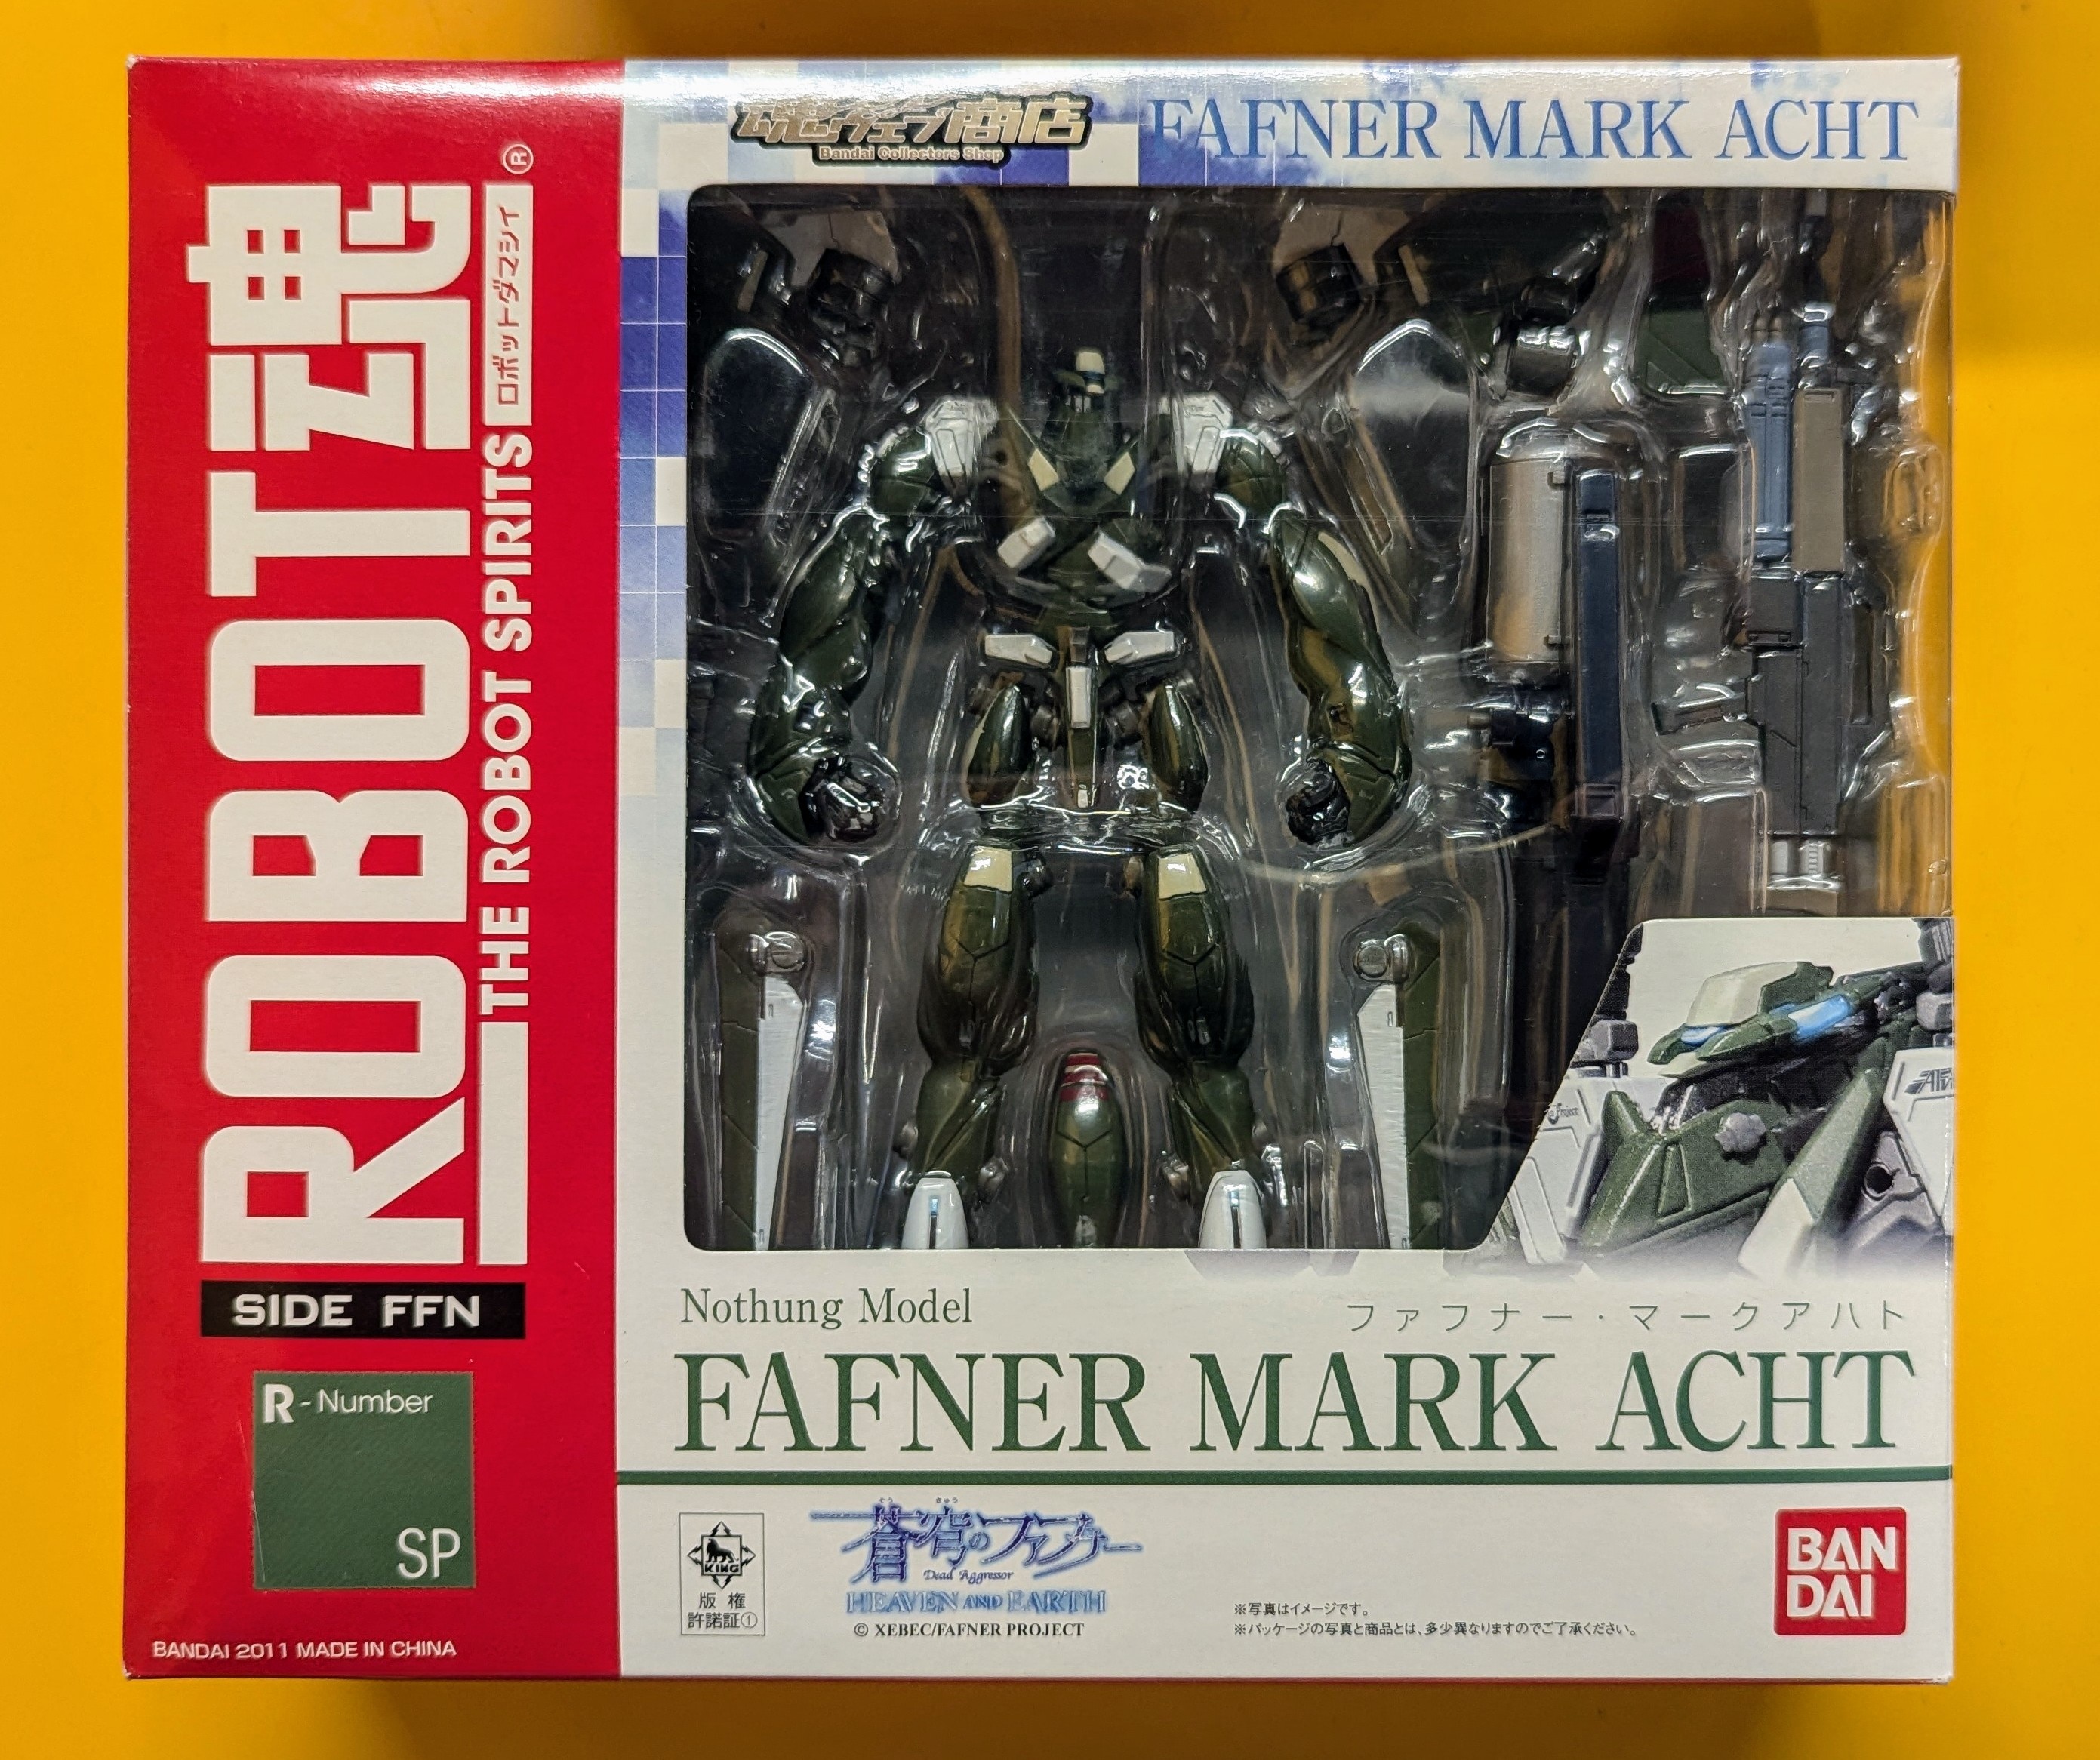 ROBOT魂
®
ロボットダマシイ
THE ROBOT SPIRITS
SIDE FFN
R - Number
SP
BANDAI 2011 MADE IN CHINA
魂ウェブ商店
Bandai Collectors Shop
FAFNER MARK ACHT
Nothung Model
ファフナー・マークアハト
FAFNER MARK ACHT
KING
版権
許諾証①
蒼穹のファフナー
Dead Aggressor
HEAVEN AND EARTH
© XEBEC/FAFNER PROJECT
※写真はイメージです。
※パッケージの写真と商品とは、多少異なりますのでご了承ください。
BAN
DAI